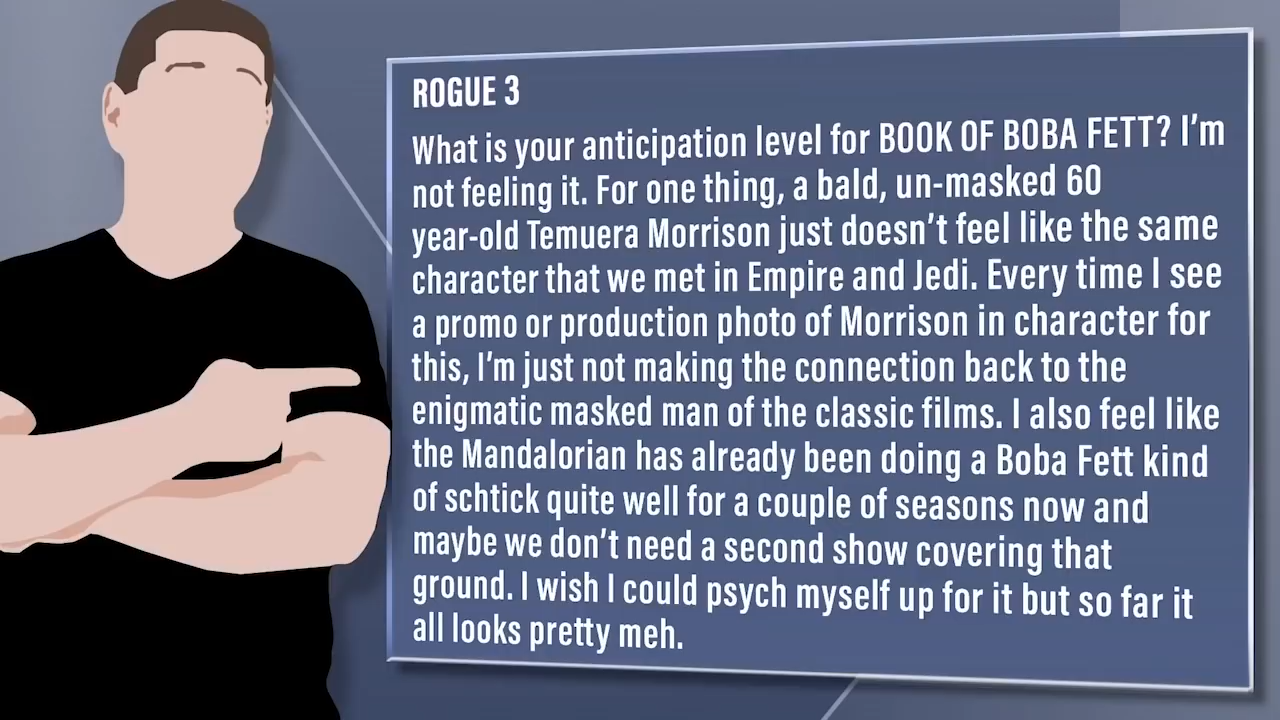 ROGUE 3
What is your anticipation level for BOOK OF BOBA FETT? I'm
not feeling it. For one thing, a bald, un-masked 60
year-old Temuera Morrison just doesn't feel like the same
character that we met in Empire and Jedi. Every time I see
a promo or production photo of Morrison in character for
this, I'm just not making the connection back to the
enigmatic masked man of the classic films. I also feel like
the Mandalorian has already been doing a Boba Fett kind
of schtick quite well for a couple of seasons now and
maybe we don't need a second show covering that
ground. I wish I could psych myself up for it but so far it
all looks pretty meh.